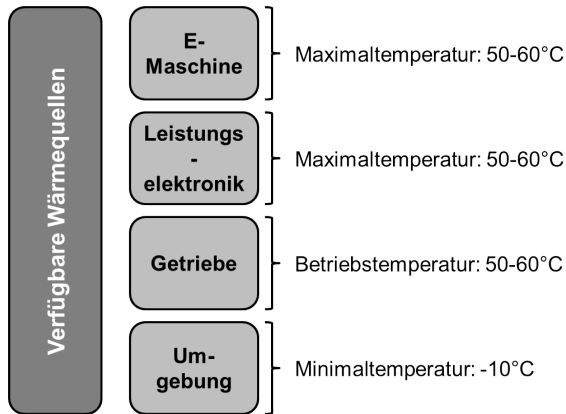 Verfügbare Wärmequellen
E-
Maschine
Maximaltemperatur: 50-60°C
Leistungs
-
elektronik
Maximaltemperatur: 50-60°C
Getriebe
Betriebstemperatur: 50-60°C
Um-
gebung
Minimaltemperatur: -10°C